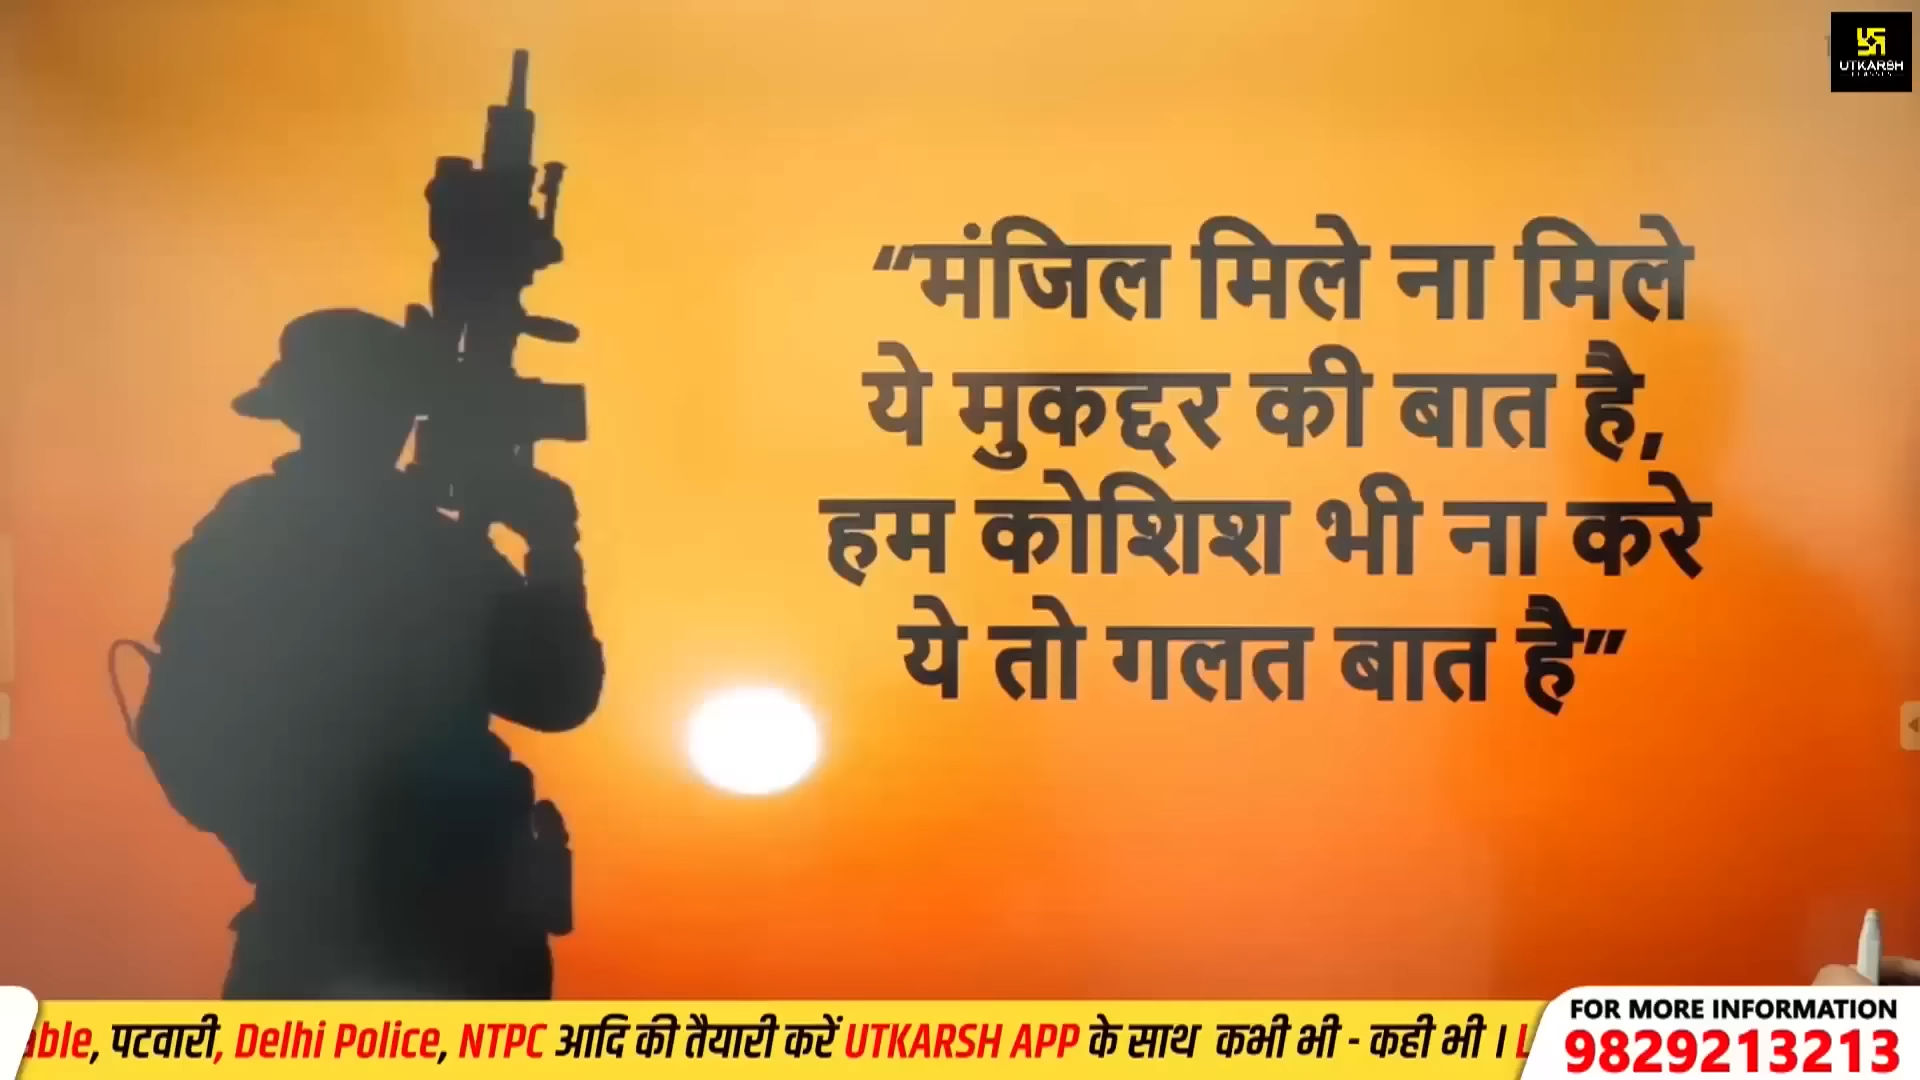 UTKARSH
CLASSES
“मंजिल मिले ना मिले
ये मुकद्दर की बात है,
हम कोशिश भी ना करे
ये तो गलत बात है”
पटवारी, Delhi Police, NTPC आदि की तैयारी करें UTKARSH APP के साथ कभी भी - कही भी ।
FOR MORE INFORMATION
9829213213